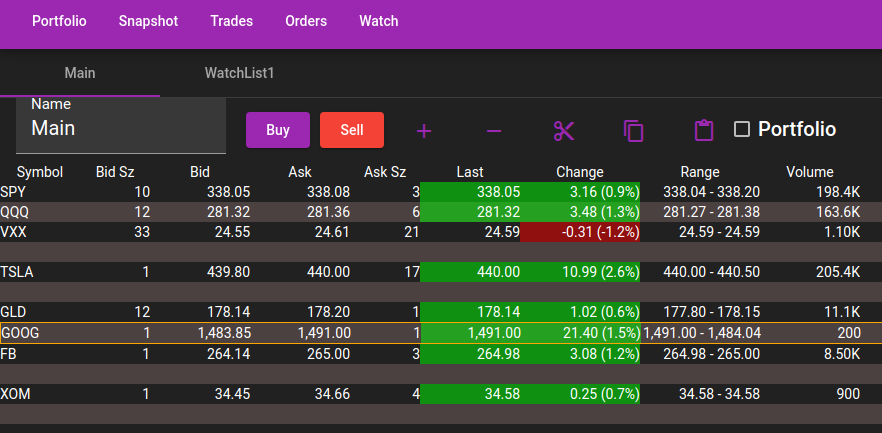 Portfolio Snapshot Trades Orders Watch
Main WatchList1
Name
Main Buy Sell + − Portfolio
Symbol Bid Sz Bid Ask Ask Sz Last Change Range Volume
SPY 10 338.05 338.08 3 338.05 3.16 (0.9%) 338.04 - 338.20 198.4K
QQQ 12 281.32 281.36 6 281.32 3.48 (1.3%) 281.27 - 281.38 163.6K
VXX 33 24.55 24.61 21 24.59 -0.31 (-1.2%) 24.59 - 24.59 1.10K
TSLA 1 439.80 440.00 17 440.00 10.99 (2.6%) 440.00 - 440.50 205.4K
GLD 12 178.14 178.20 1 178.14 1.02 (0.6%) 177.80 - 178.15 11.1K
GOOG 1 1,483.85 1,491.00 1 1,491.00 21.40 (1.5%) 1,491.00 - 1,484.04 200
FB 1 264.14 265.00 3 264.98 3.08 (1.2%) 264.98 - 265.00 8.50K
XOM 1 34.45 34.66 4 34.58 0.25 (0.7%) 34.58 - 34.58 900